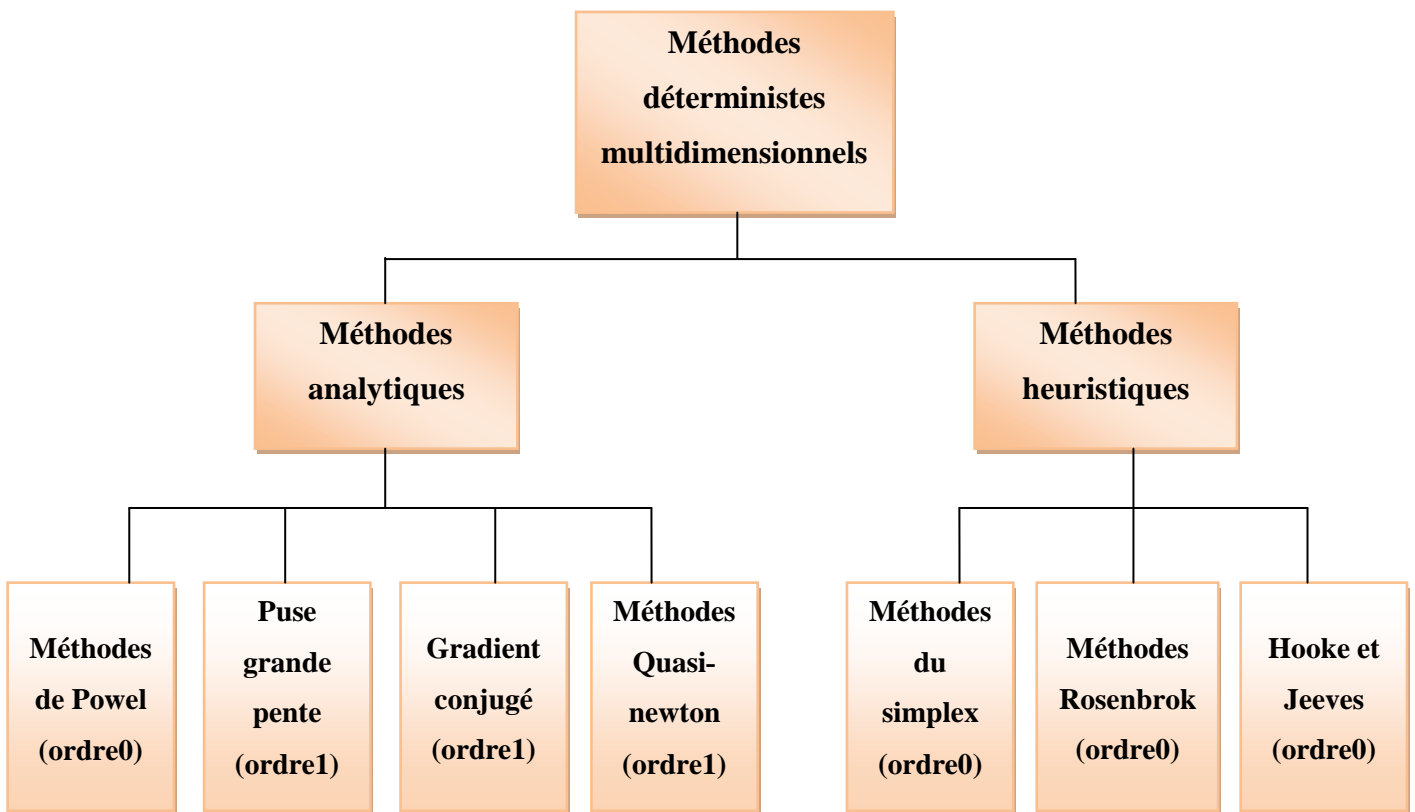 Méthodes
déterministes
multidimensionnels
Méthodes
analytiques
Méthodes
heuristiques
Méthodes
de Powel
(ordre0)
Puse
grande
pente
(ordre1)
Gradient
conjugé
(ordre1)
Méthodes
Quasi-
newton
(ordre1)
Méthodes
du
simplex
(ordre0)
Méthodes
Rosenbrok
(ordre0)
Hooke et
Jeeves
(ordre0)